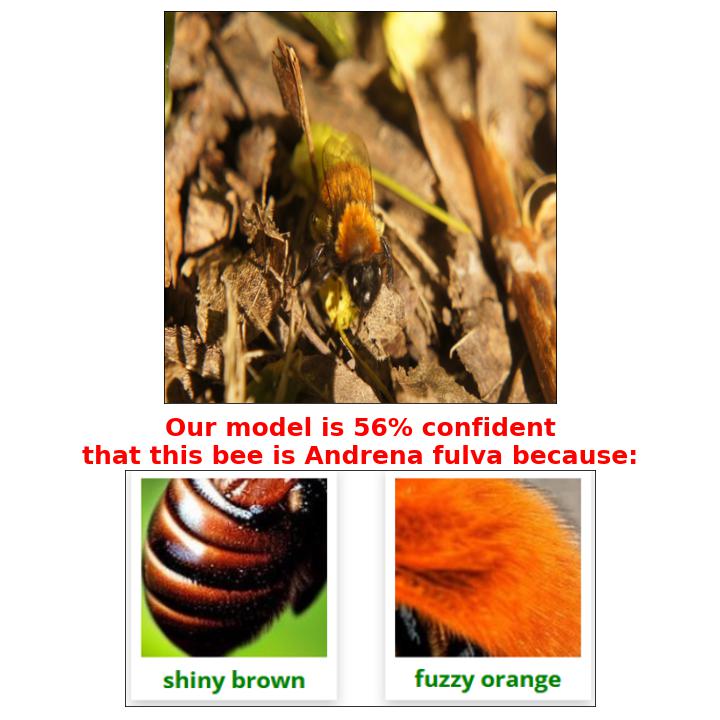 Our model is 56% confident
that this bee is Andrena fulva because:
shiny brown
fuzzy orange